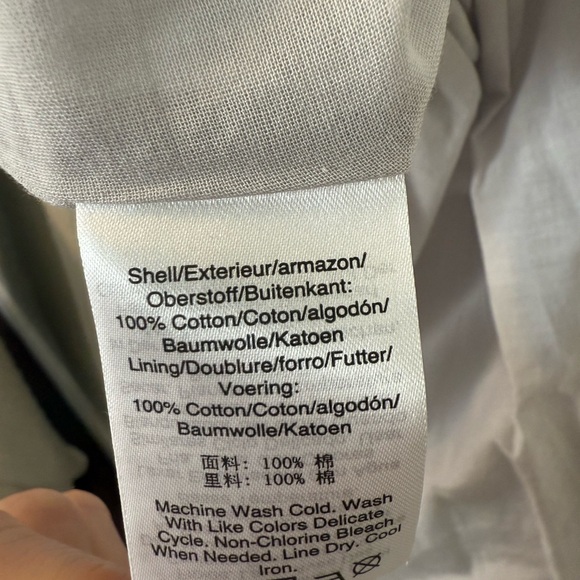 Shell/Exterieur/armazon/
Oberstoff/Buitenkant:
100% Cotton/Coton/algodón/
Baumwolle/Katoen
Lining/Doublure/forro/Futter/
Voering:
100% Cotton/Coton/algodón/
Baumwolle/Katoen
面料: 100% 棉
里料: 100% 棉
Machine Wash Cold. Wash
With Like Colors Delicate
Cycle. Non-Chlorine Bleach
When Needed. Line Dry. Cool
Iron.